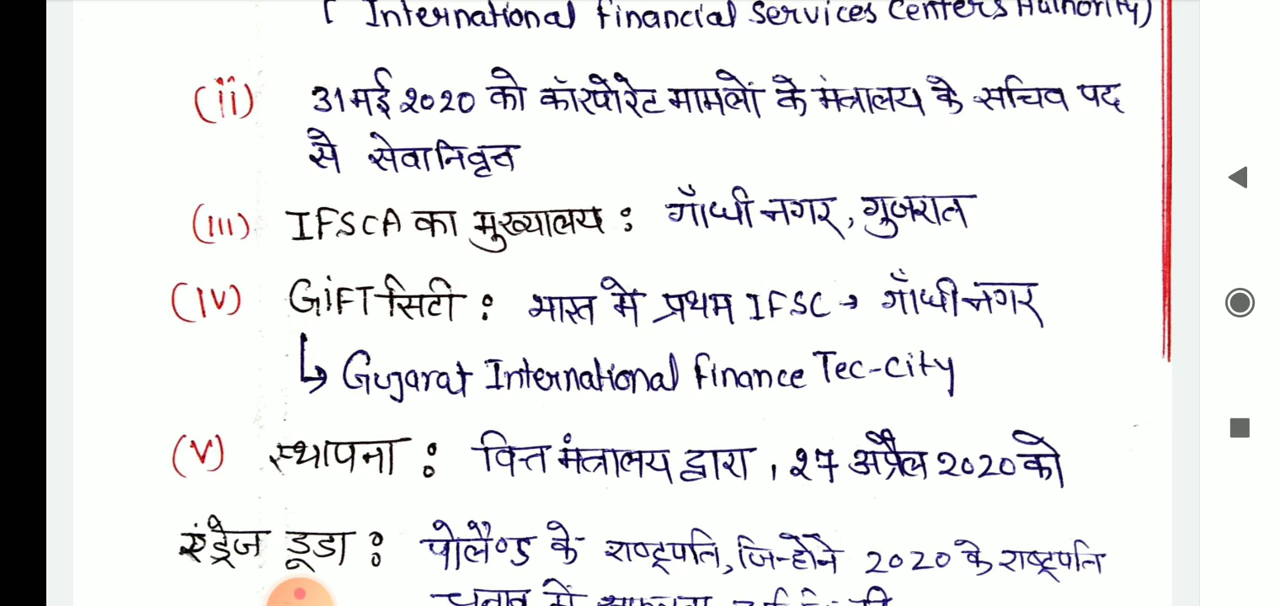 ( International Financial Services Centers Authority)
(ii) 31 मई 2020 को कॉरपोरेट मामलों के मंत्रालय के सचिव पद
से सेवानिवृत्त
(iii) IFSCA का मुख्यालय : गाँधी नगर, गुजरात
(iv) GiFT सिटी : भारत में प्रथम IFSC → गाँधीनगर
↳ Gujarat International Finance Tec-City
(v) स्थापना : वित्त मंत्रालय द्वारा, 27 अप्रैल 2020 को
एंड्रेज डूडा : पोलैण्ड के राष्ट्रपति, जिन्होंने 2020 के राष्ट्रपति
चुनाव में